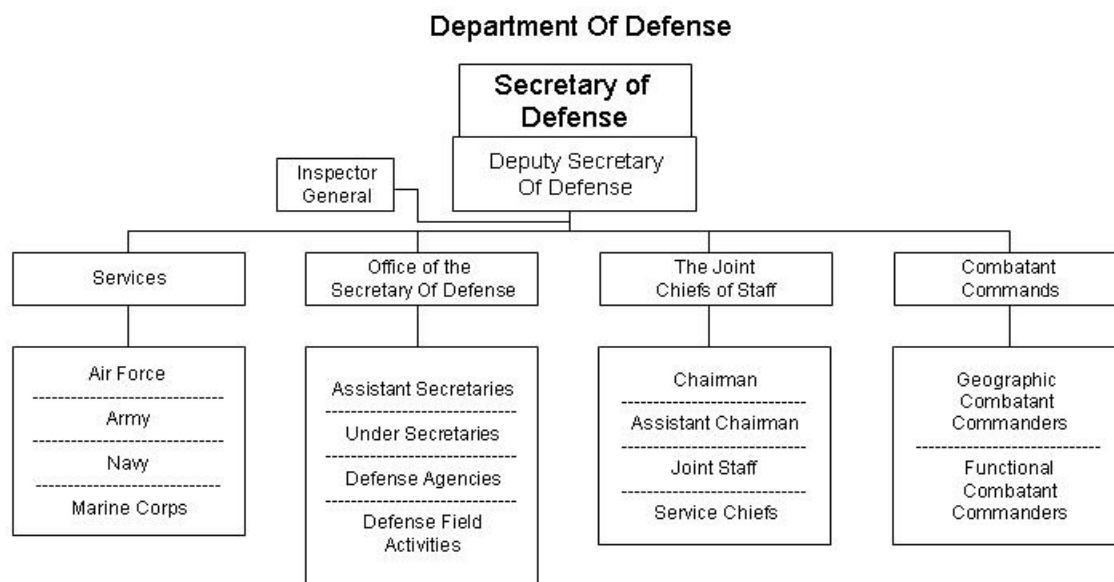 Department Of Defense
Secretary of
Defense
Deputy Secretary
Of Defense
Inspector
General
Services
Office of the
Secretary Of Defense
The Joint
Chiefs of Staff
Combatant
Commands
Air Force
Army
Navy
Marine Corps
Assistant Secretaries
Under Secretaries
Defense Agencies
Defense Field
Activities
Chairman
Assistant Chairman
Joint Staff
Service Chiefs
Geographic
Combatant
Commanders
Functional
Combatant
Commanders